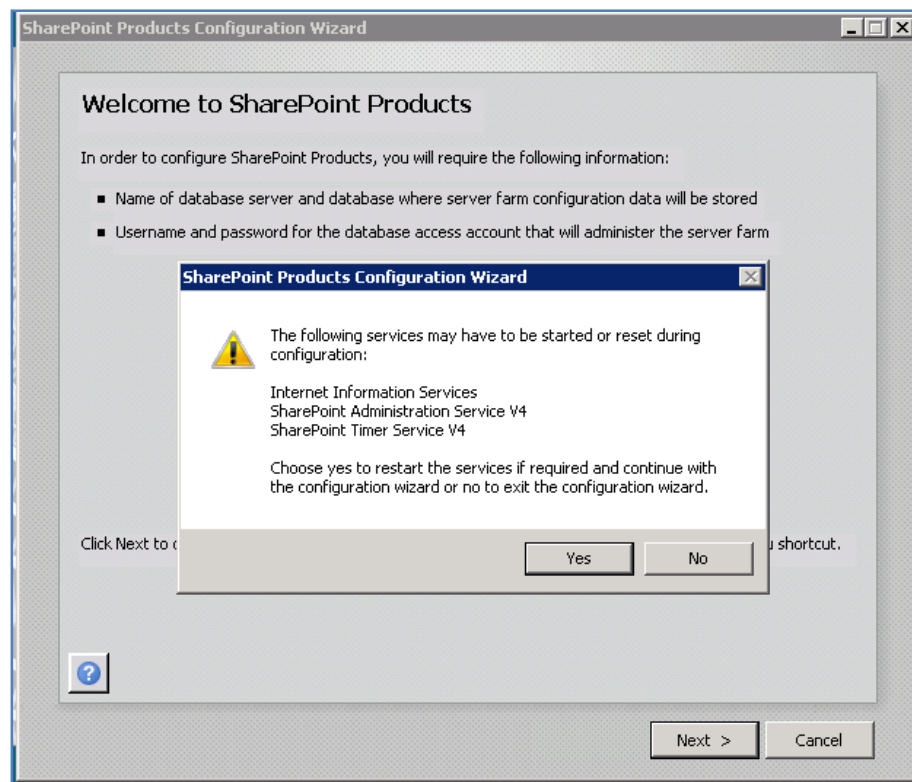 SharePoint Products Configuration Wizard
Welcome to SharePoint Products
In order to configure SharePoint Products, you will require the following information:
Name of database server and database where server farm configuration data will be stored
Username and password for the database access account that will administer the server farm
SharePoint Products Configuration Wizard
The following services may have to be started or reset during
configuration:
Internet Information Services
SharePoint Administration Service V4
SharePoint Timer Service V4
Choose yes to restart the services if required and continue with
the configuration wizard or no to exit the configuration wizard.
Click Next to shortcut.
Yes No
Next > Cancel